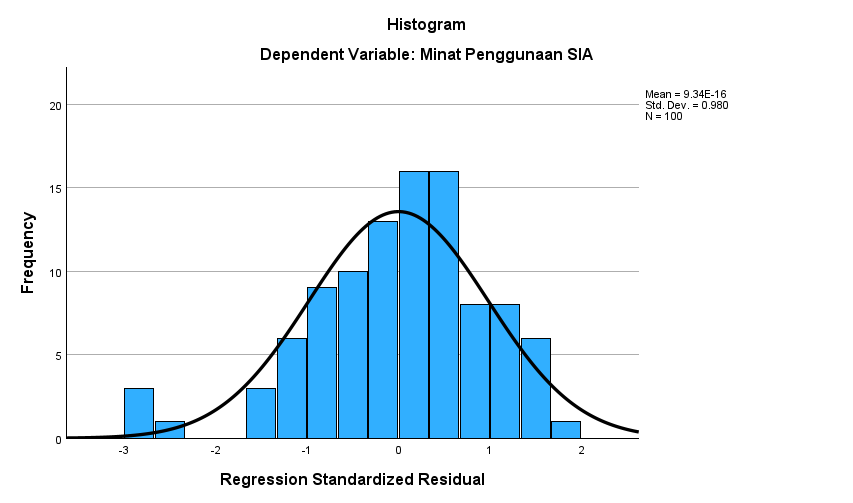 Histogram
Dependent Variable: Minat Penggunaan SIA
Mean = 9.34E-16
Std. Dev. = 0.980
N = 100
Frequency
20
15
10
5
0
-3 -2 -1 0 1 2
Regression Standardized Residual